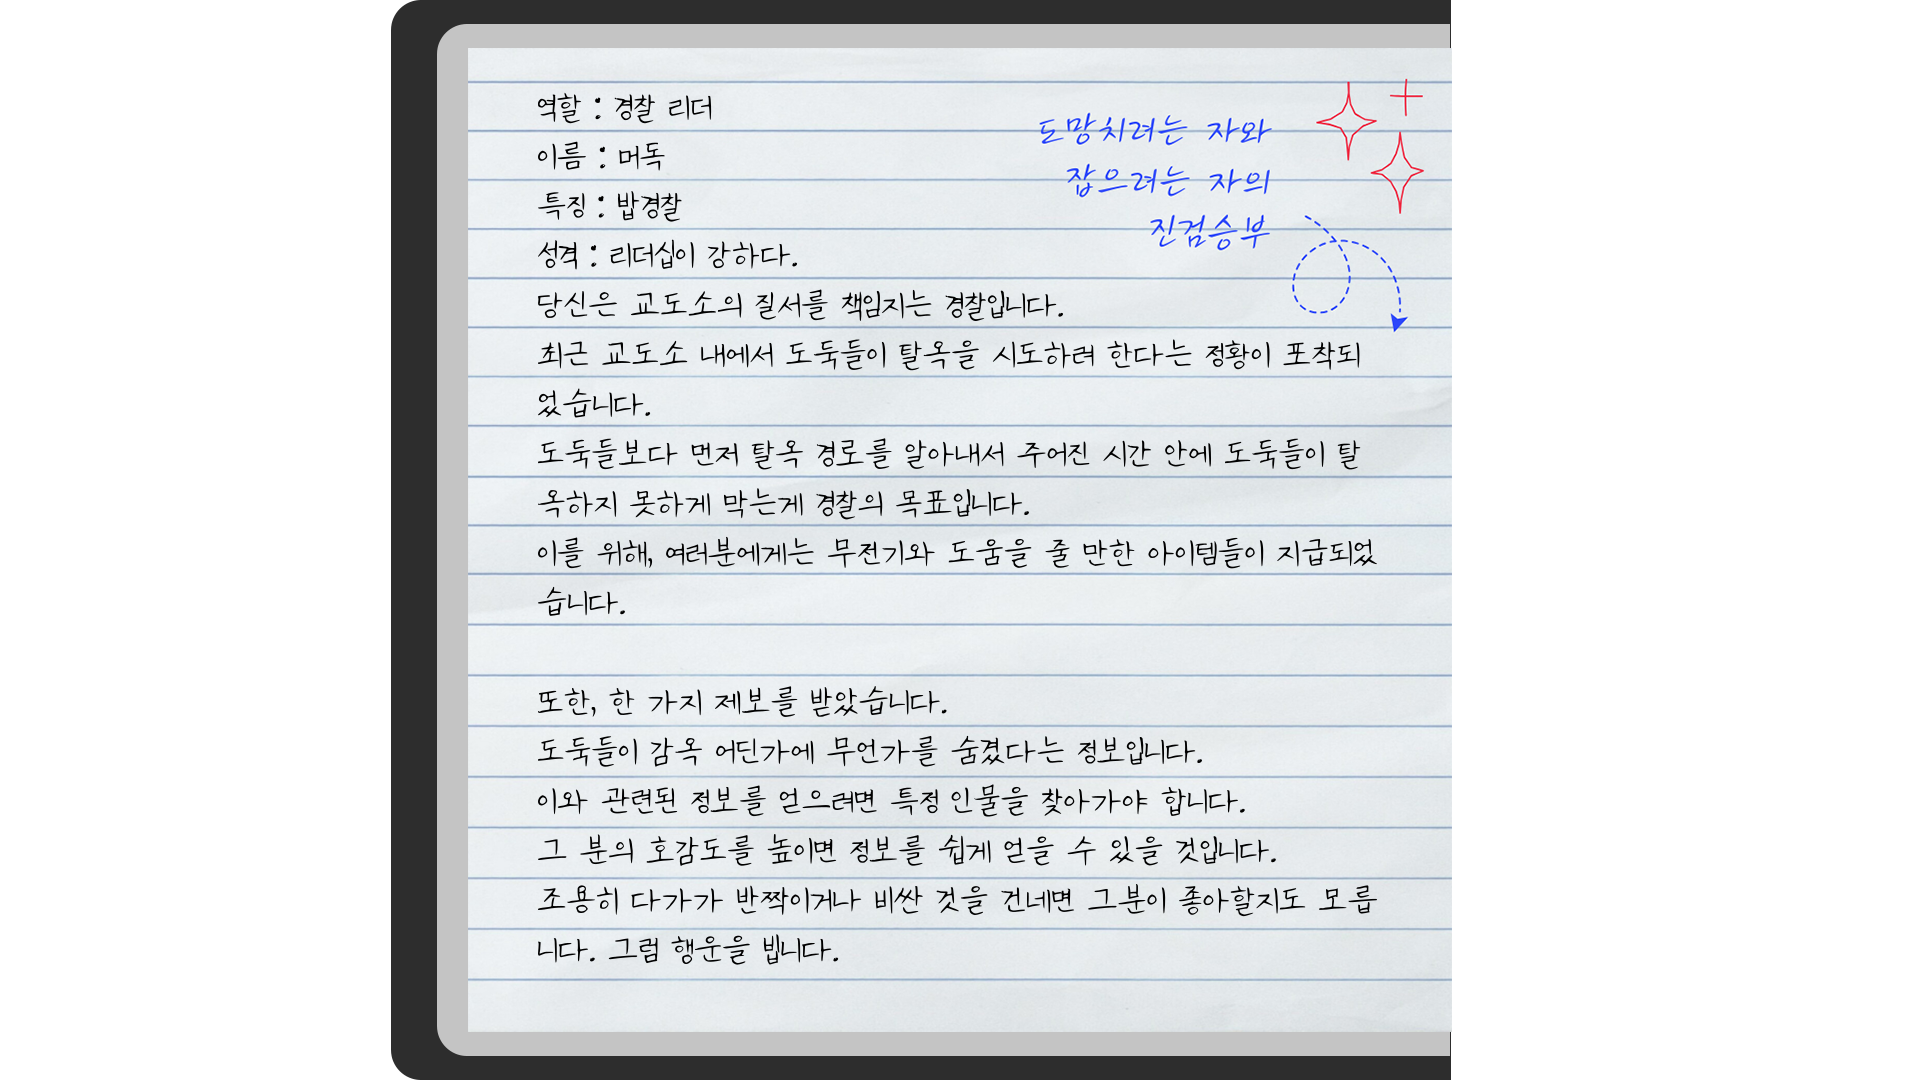 역할 : 경찰 리더
이름 : 머독
특징 : 밥경찰
성격 : 리더십이 강하다.
도망치려는 자와
잡으려는 자의
진검승부
당신은 교도소의 질서를 책임지는 경찰입니다.
최근 교도소 내에서 도둑들이 탈옥을 시도하려 한다는 정황이 포착되
었습니다.
도둑들보다 먼저 탈옥 경로를 알아내서 주어진 시간 안에 도둑들이 탈
옥하지 못하게 막는게 경찰의 목표입니다.
이를 위해, 여러분에게는 무전기와 도움을 줄 만한 아이템들이 지급되었
습니다.
또한, 한 가지 제보를 받았습니다.
도둑들이 감옥 어딘가에 무언가를 숨겼다는 정보입니다.
이와 관련된 정보를 얻으려면 특정 인물을 찾아가야 합니다.
그 분의 호감도를 높이면 정보를 쉽게 얻을 수 있을 것입니다.
조용히 다가가 반짝이거나 비싼 것을 건네면 그분이 좋아할지도 모릅
니다. 그럼 행운을 빕니다.